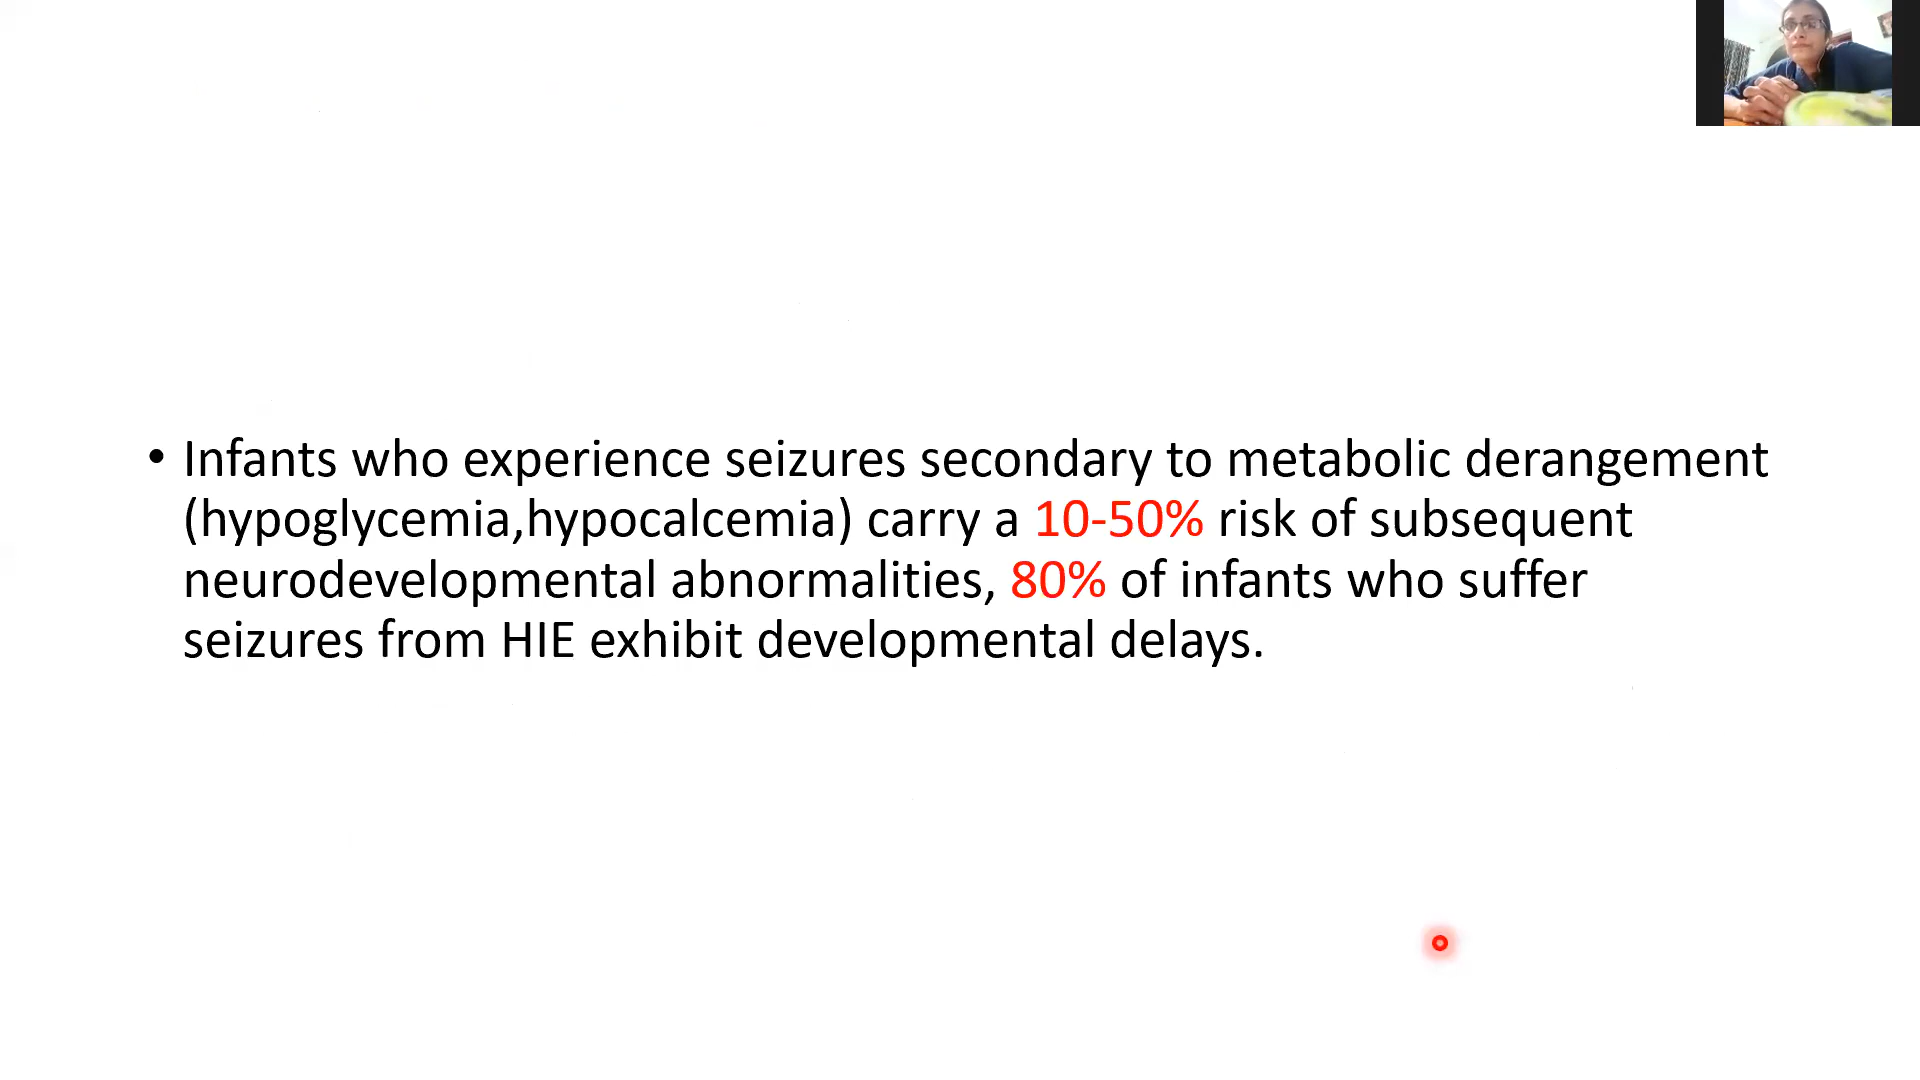 • Infants who experience seizures secondary to metabolic derangement
(hypoglycemia,hypocalcemia) carry a 10-50% risk of subsequent
neurodevelopmental abnormalities, 80% of infants who suffer
seizures from HIE exhibit developmental delays.